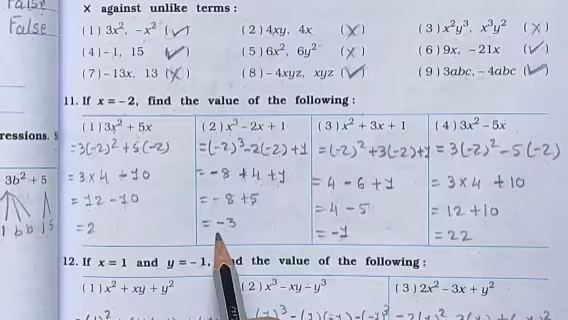 False
False
x against unlike terms :
(1) 3x², -x² (✓) (2) 4xy, 4x (X) (3) x²y³, x³y² (X)
(4) -1, 15 (✓) (5) 6x², 6y² (X) (6) 9x, -21x (✓)
(7) -13x, 13 (X) (8) -4xyz, xyz (✓) (9) 3abc, -4abc (✓)
11. If x = -2, find the value of the following :
(1) 3x² + 5x
= 3(-2)² + 5(-2)
= 3 × 4 - 10
= 12 - 10
= 2
(2) x³ - 2x + 1
= (-2)³ - 2(-2) + 1
= -8 + 4 + 1
= -8 + 5
= -3
(3) x² + 3x + 1
= (-2)² + 3(-2) + 1
= 4 - 6 + 1
= 4 - 5
= -1
(4) 3x² - 5x
= 3(-2)² - 5(-2)
= 3 × 4 + 10
= 12 + 10
= 22
ressions.
3b² + 5
1 b b 1 5
12. If x = 1 and y = -1, find the value of the following :
(1) x² + xy + y² (2) x³ - xy - y³ (3) 2x² - 3x + y²